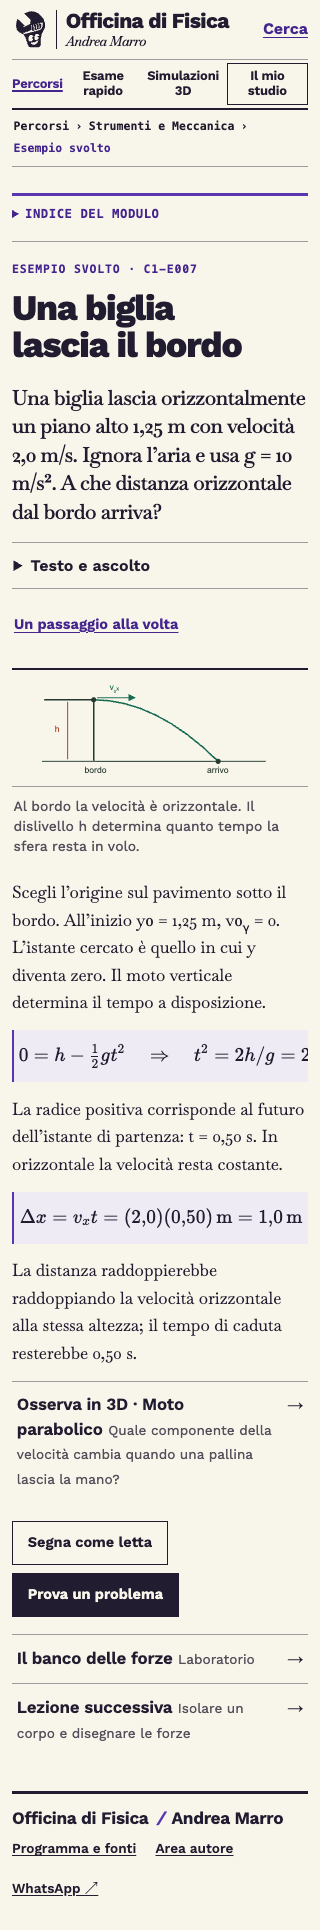 Officina di Fisica
Andrea Marro
Cerca
Percorsi
Esame rapido
Simulazioni 3D
Il mio studio
Percorsi › Strumenti e Meccanica ›
Esempio svolto
▶ INDICE DEL MODULO
ESEMPIO SVOLTO · C1–E007
Una biglia
lascia il bordo
Una biglia lascia orizzontalmente
un piano alto 1,25 m con velocità
2,0 m/s. Ignora l’aria e usa g = 10
m/s². A che distanza orizzontale
dal bordo arriva?
▶ Testo e ascolto
Un passaggio alla volta
v₀ₓ
h
bordo
arrivo
Al bordo la velocità è orizzontale. Il
dislivello h determina quanto tempo la
sfera resta in volo.
Scegli l’origine sul pavimento sotto il
bordo. All’inizio y0 = 1,25 m, v0ᵧ = 0.
L’istante cercato è quello in cui y
diventa zero. Il moto verticale
determina il tempo a disposizione.
0 = h − ½gt² ⇒ t² = 2h/g = 2
La radice positiva corrisponde al futuro
dell’istante di partenza: t = 0,50 s. In
orizzontale la velocità resta costante.
Δx = vₓt = (2,0)(0,50) m = 1,0 m
La distanza raddoppierebbe
raddoppiando la velocità orizzontale
alla stessa altezza; il tempo di caduta
resterebbe 0,50 s.
Osserva in 3D · Moto →
parabolico Quale componente della
velocità cambia quando una pallina
lascia la mano?
Segna come letta
Prova un problema
Il banco delle forze Laboratorio →
Lezione successiva Isolare un →
corpo e disegnare le forze
Officina di Fisica / Andrea Marro
Programma e fonti Area autore
WhatsApp ↗